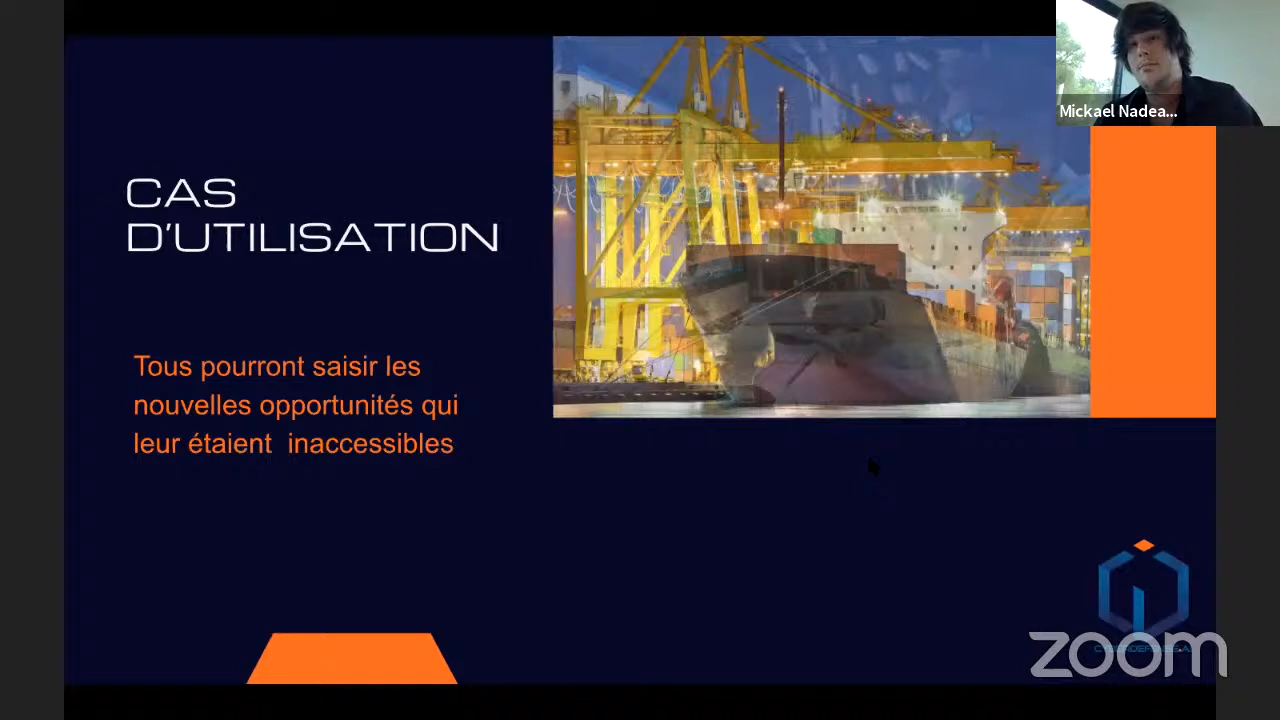 Mickael Nadea...
CAS
D'UTILISATION
Tous pourront saisir les
nouvelles opportunités qui
leur étaient inaccessibles
zoom